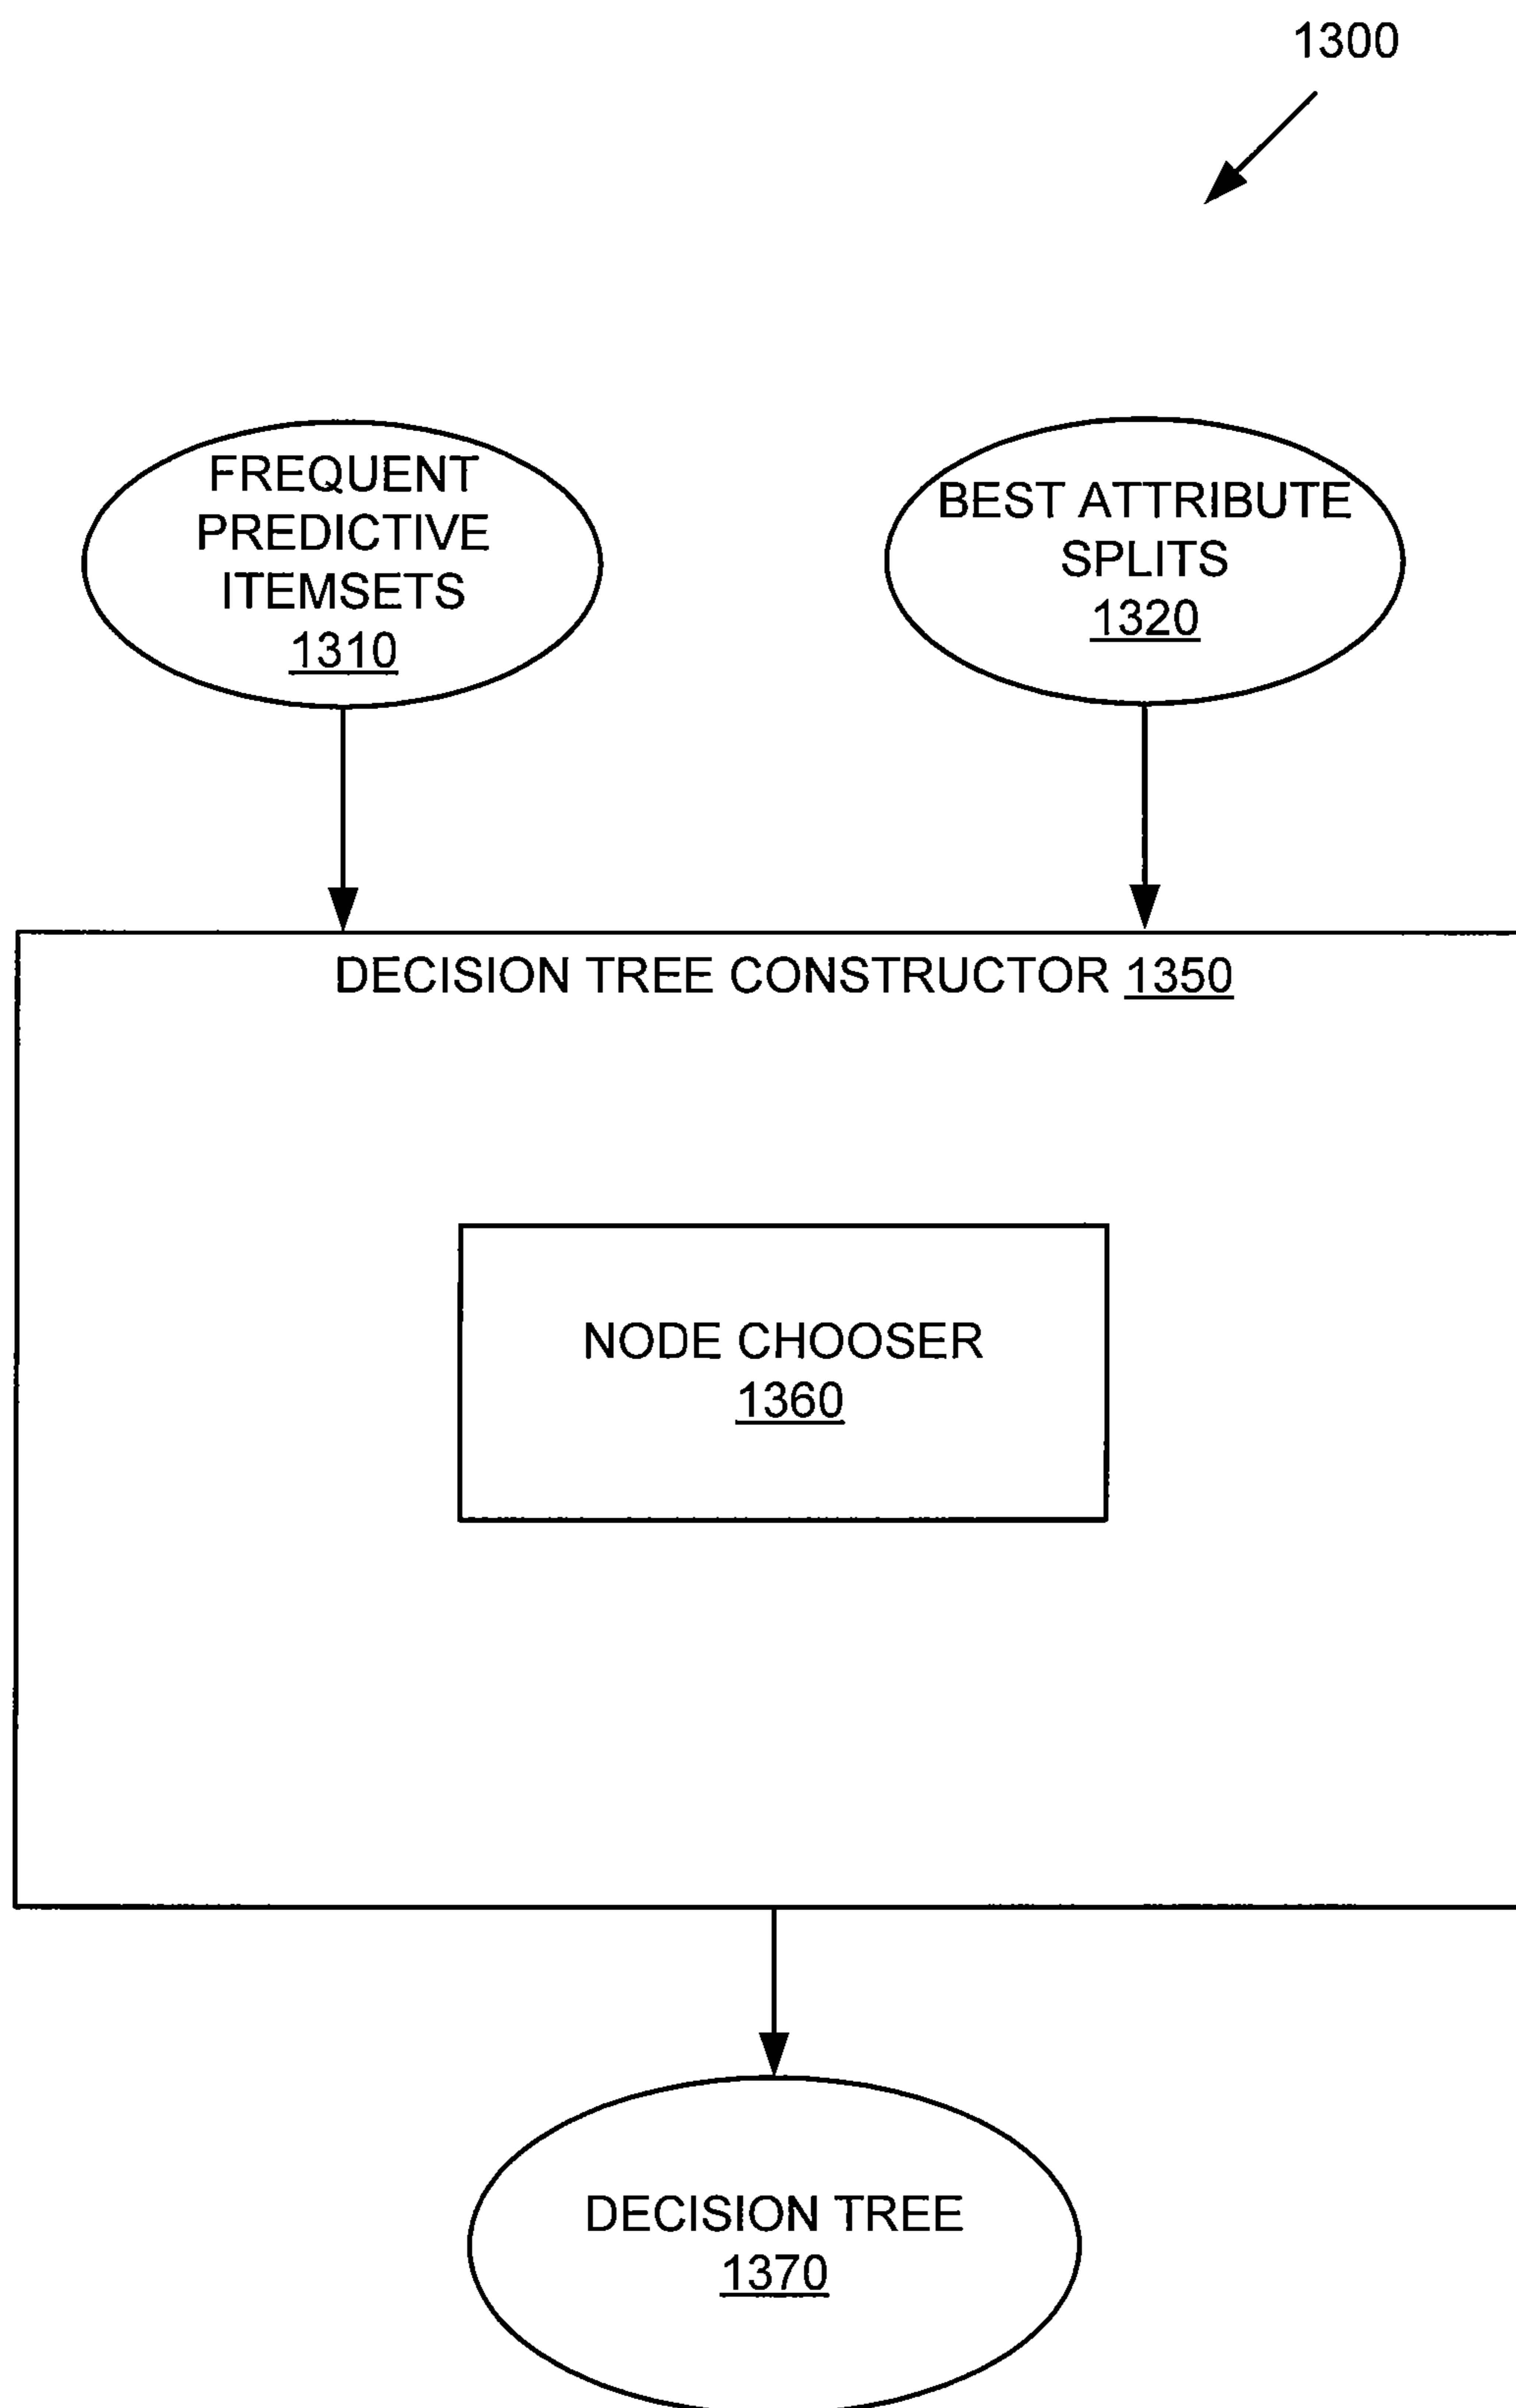 1300
FREQUENT
PREDICTIVE
ITEMSETS
1310
BEST ATTRIBUTE
SPLITS
1320
DECISION TREE CONSTRUCTOR 1350
NODE CHOOSER
1360
DECISION TREE
1370